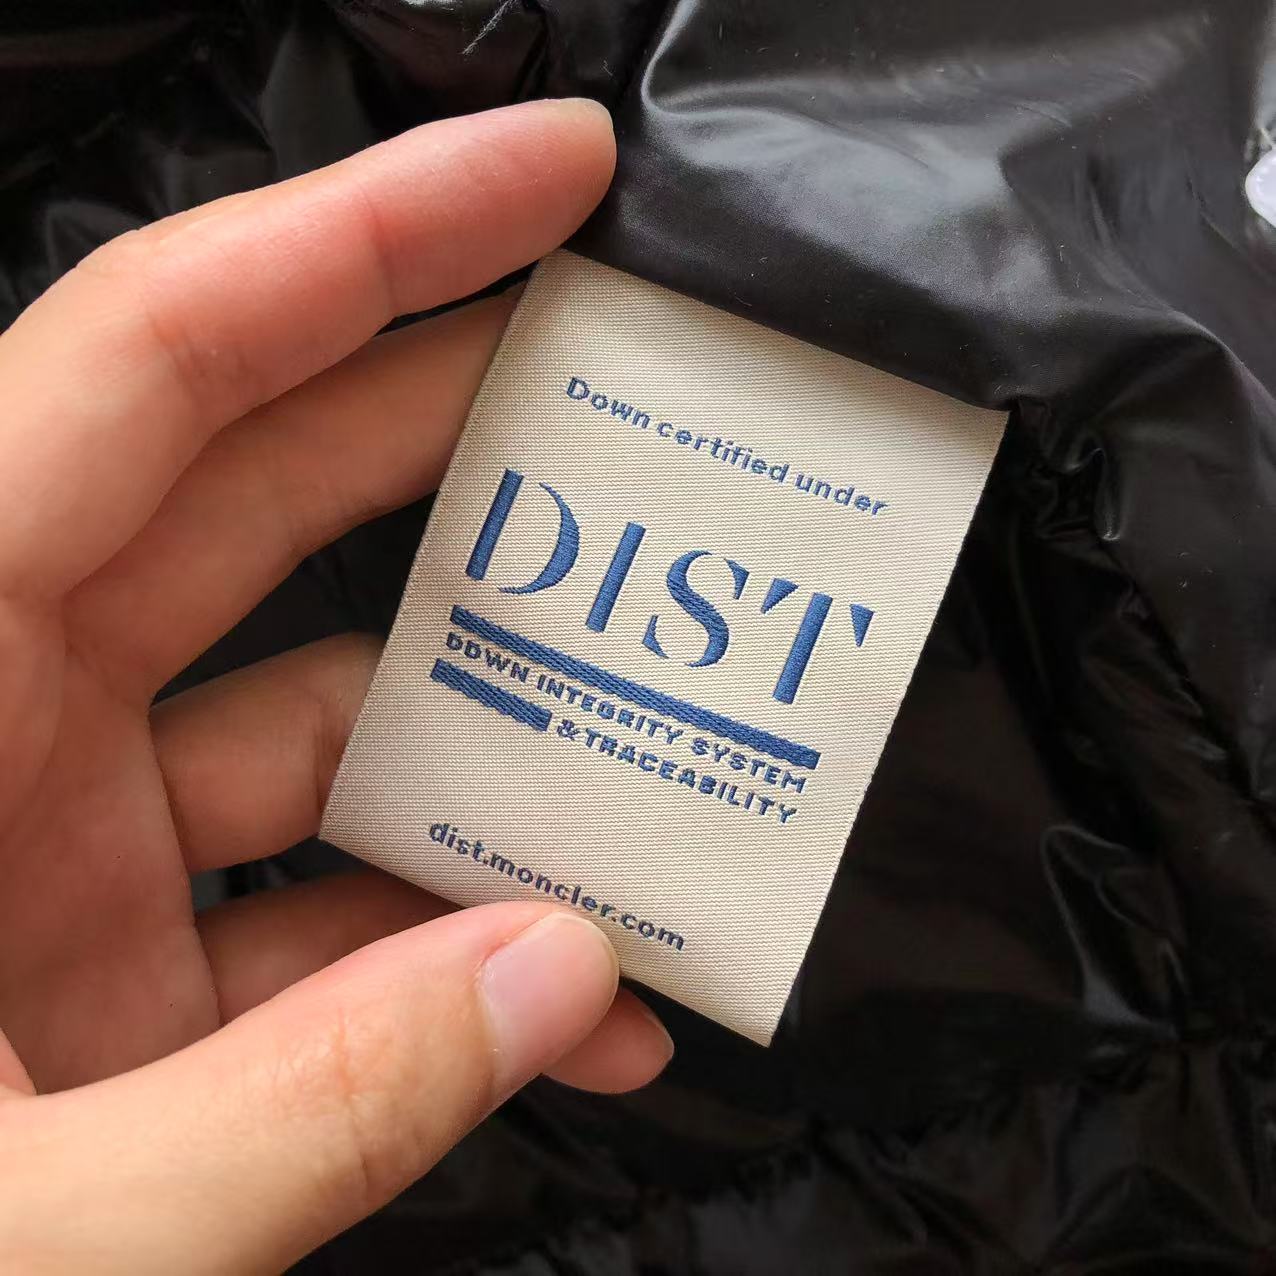 Down certified under
DIST
DOWN INTEGRITY SYSTEM
& TRACEABILITY
dist.moncler.com